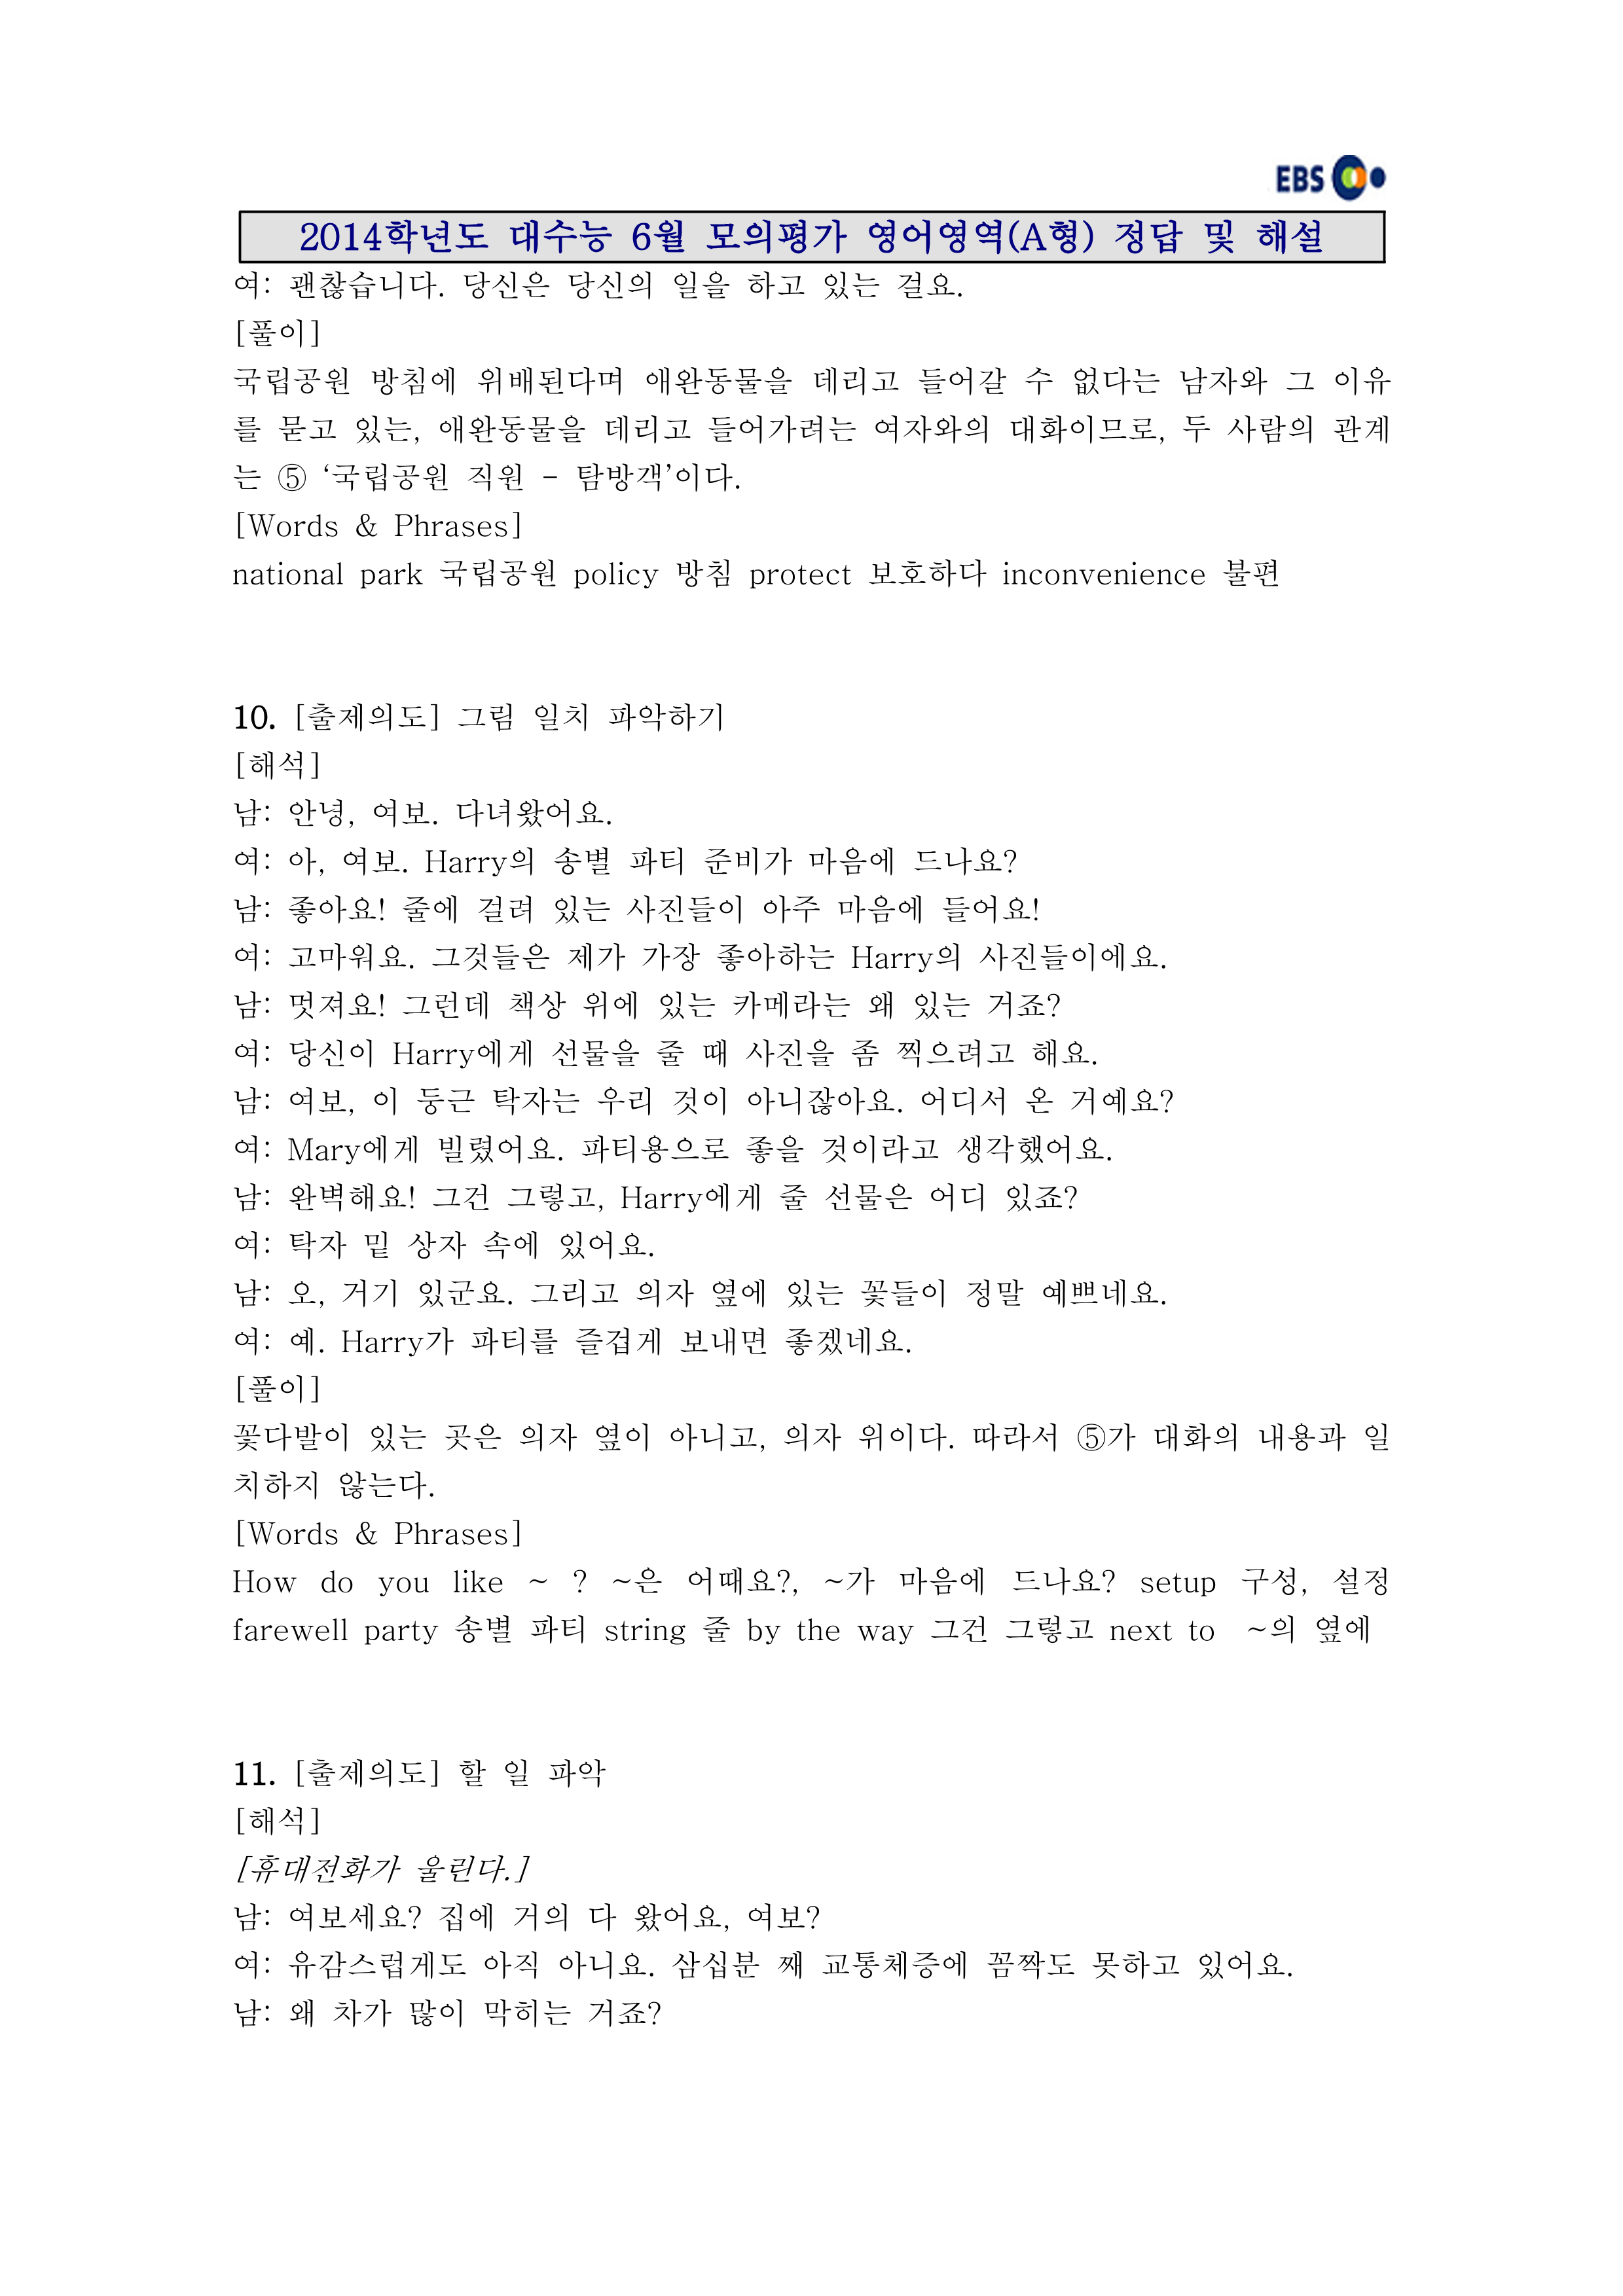 EBS
2014학년도 대수능 6월 모의평가 영어영역(A형) 정답 및 해설
여: 괜찮습니다. 당신은 당신의 일을 하고 있는 걸요.
[풀이]
국립공원 방침에 위배된다며 애완동물을 데리고 들어갈 수 없다는 남자와 그 이유
를 묻고 있는, 애완동물을 데리고 들어가려는 여자와의 대화이므로, 두 사람의 관계
는 ⑤ ‘국립공원 직원 - 탐방객’이다.
[Words & Phrases]
national park 국립공원 policy 방침 protect 보호하다 inconvenience 불편
10. [출제의도] 그림 일치 파악하기
[해석]
남: 안녕, 여보. 다녀왔어요.
여: 아, 여보. Harry의 송별 파티 준비가 마음에 드나요?
남: 좋아요! 줄에 걸려 있는 사진들이 아주 마음에 들어요!
여: 고마워요. 그것들은 제가 가장 좋아하는 Harry의 사진들이에요.
남: 멋져요! 그런데 책상 위에 있는 카메라는 왜 있는 거죠?
여: 당신이 Harry에게 선물을 줄 때 사진을 좀 찍으려고 해요.
남: 여보, 이 둥근 탁자는 우리 것이 아니잖아요. 어디서 온 거예요?
여: Mary에게 빌렸어요. 파티용으로 좋을 것이라고 생각했어요.
남: 완벽해요! 그건 그렇고, Harry에게 줄 선물은 어디 있죠?
여: 탁자 밑 상자 속에 있어요.
남: 오, 거기 있군요. 그리고 의자 옆에 있는 꽃들이 정말 예쁘네요.
여: 예. Harry가 파티를 즐겁게 보내면 좋겠네요.
[풀이]
꽃다발이 있는 곳은 의자 옆이 아니고, 의자 위이다. 따라서 ⑤가 대화의 내용과 일
치하지 않는다.
[Words & Phrases]
How do you like ~ ? ~은 어때요?, ~가 마음에 드나요? setup 구성, 설정
farewell party 송별 파티 string 줄 by the way 그건 그렇고 next to ~의 옆에
11. [출제의도] 할 일 파악
[해석]
[휴대전화가 울린다.]
남: 여보세요? 집에 거의 다 왔어요, 여보?
여: 유감스럽게도 아직 아니요. 삼십분 째 교통체증에 꼼짝도 못하고 있어요.
남: 왜 차가 많이 막히는 거죠?